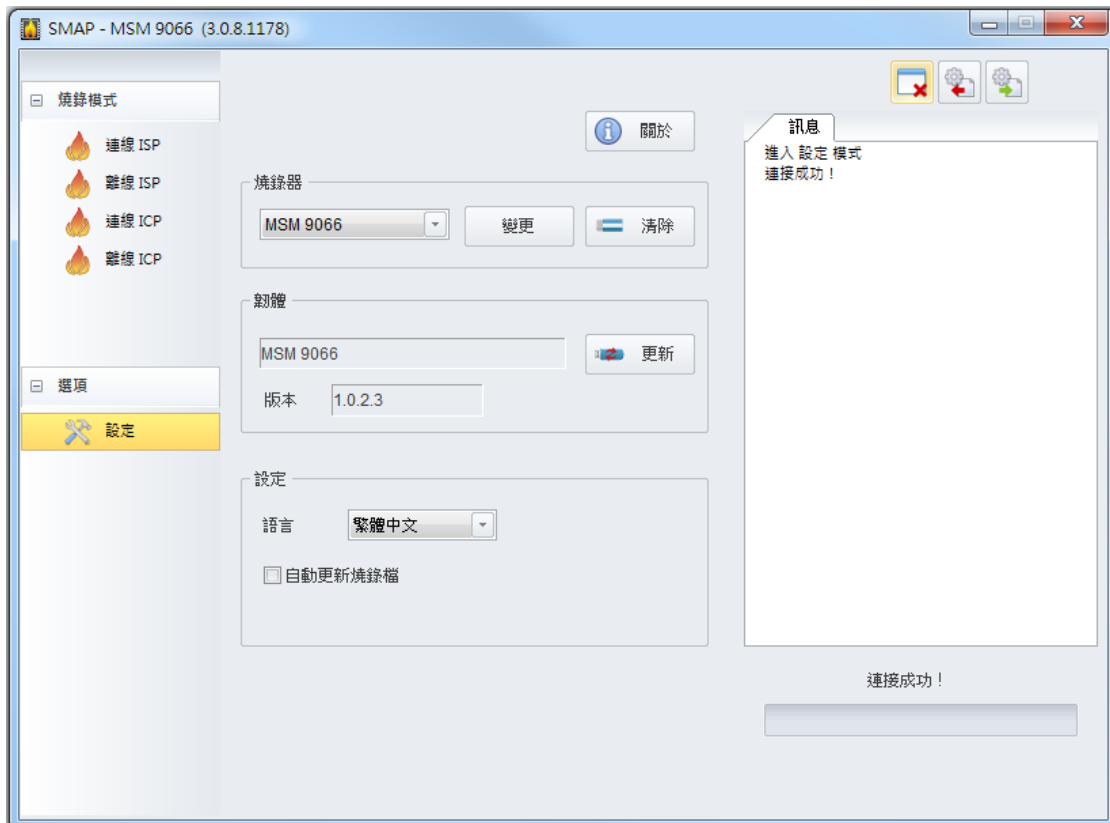 SMAP - MSM 9066 (3.0.8.1178)
燒錄模式
連線 ISP
離線 ISP
連線 ICP
離線 ICP
選項
設定
關於
燒錄器
MSM 9066
變更
清除
韌體
MSM 9066
更新
版本
1.0.2.3
設定
語言
繁體中文
自動更新燒錄檔
訊息
進入 設定 模式
連接成功！
連接成功！